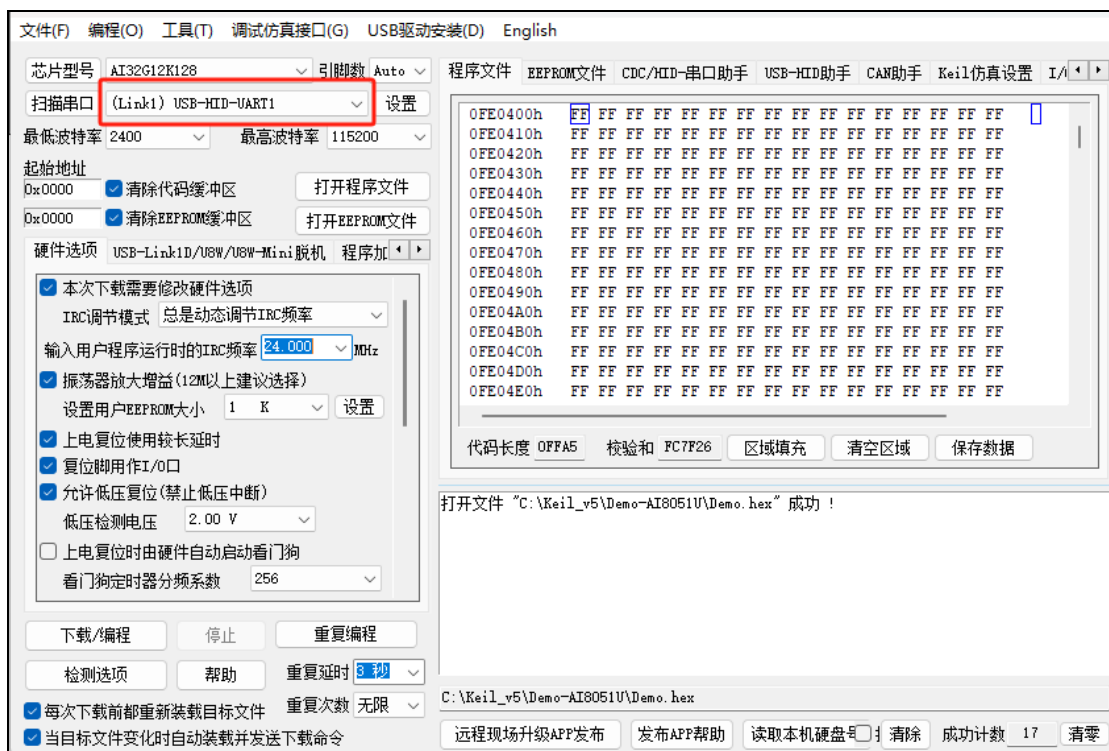 文件(F) 编程(O) 工具(T) 调试仿真接口(G) USB驱动安装(D) English
芯片型号 AI32G12K128 引脚数 Auto
扫描串口 (Link1) USB-HID-UART1 设置
最低波特率 2400 最高波特率 115200
起始地址
0x0000 清除代码缓冲区 打开程序文件
0x0000 清除EEPROM缓冲区 打开EEPROM文件
硬件选项 USB-Link1D/U8W/U8W-Mini脱机 程序加
本次下载需要修改硬件选项
IRC调节模式 总是动态调节IRC频率
输入用户程序运行时的IRC频率 24.000 MHz
振荡器放大增益(12M以上建议选择)
设置用户EEPROM大小 1 K 设置
上电复位使用较长延时
复位脚用作I/O口
允许低压复位(禁止低压中断)
低压检测电压 2.00 V
上电复位时由硬件自动启动看门狗
看门狗定时器分频系数 256
下载/编程 停止 重复编程
检测选项 帮助 重复延时 3 秒
每次下载前都重新装载目标文件 重复次数 无限
当目标文件变化时自动装载并发送下载命令
程序文件 EEPROM文件 CDC/HID-串口助手 USB-HID助手 CAN助手 Keil仿真设置 I/
0FE0400h FF FF FF FF FF FF FF FF FF FF FF FF FF FF FF FF
0FE0410h FF FF FF FF FF FF FF FF FF FF FF FF FF FF FF FF
0FE0420h FF FF FF FF FF FF FF FF FF FF FF FF FF FF FF FF
0FE0430h FF FF FF FF FF FF FF FF FF FF FF FF FF FF FF FF
0FE0440h FF FF FF FF FF FF FF FF FF FF FF FF FF FF FF FF
0FE0450h FF FF FF FF FF FF FF FF FF FF FF FF FF FF FF FF
0FE0460h FF FF FF FF FF FF FF FF FF FF FF FF FF FF FF FF
0FE0470h FF FF FF FF FF FF FF FF FF FF FF FF FF FF FF FF
0FE0480h FF FF FF FF FF FF FF FF FF FF FF FF FF FF FF FF
0FE0490h FF FF FF FF FF FF FF FF FF FF FF FF FF FF FF FF
0FE04A0h FF FF FF FF FF FF FF FF FF FF FF FF FF FF FF FF
0FE04B0h FF FF FF FF FF FF FF FF FF FF FF FF FF FF FF FF
0FE04C0h FF FF FF FF FF FF FF FF FF FF FF FF FF FF FF FF
0FE04D0h FF FF FF FF FF FF FF FF FF FF FF FF FF FF FF FF
0FE04E0h FF FF FF FF FF FF FF FF FF FF FF FF FF FF FF FF
代码长度 0FFA5 校验和 FC7F26 区域填充 清空区域 保存数据
打开文件 "C:\Keil_v5\Demo-AI8051U\Demo.hex" 成功 !
C:\Keil_v5\Demo-AI8051U\Demo.hex
远程现场升级APP发布 发布APP帮助 读取本机硬盘号 清除 成功计数 17 清零